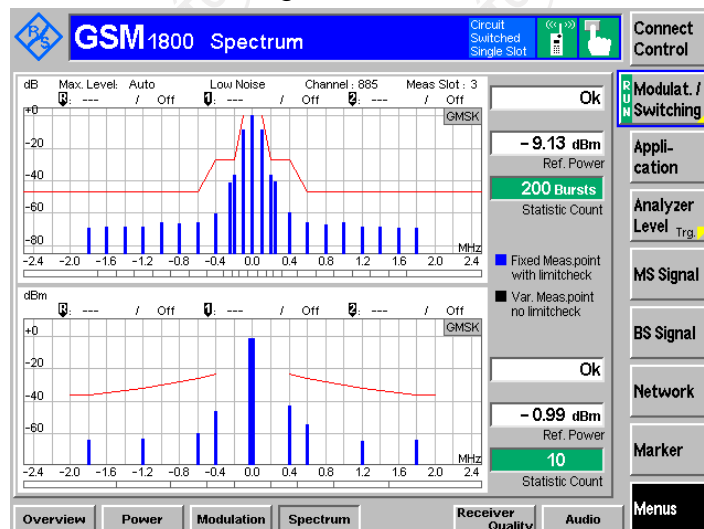 R/S
GSM1800 Spectrum
Circuit
Switched
Single Slot
Connect
Control
dB Max. Level: Auto Low Noise Channel : 885 Meas Slot : 3
R: --- / Off 1: --- / Off 2: --- / Off
GMSK
+0
-20
-40
-60
-80
MHz
-2.4 -2.0 -1.6 -1.2 -0.8 -0.4 0.0 0.4 0.8 1.2 1.6 2.0 2.4
Ok
- 9.13 dBm
Ref. Power
200 Bursts
Statistic Count
Fixed Meas.point
with limitcheck
Var. Meas.point
no limitcheck
dBm
R: --- / Off 1: --- / Off 2: --- / Off
GMSK
+0
-20
-40
-60
MHz
-2.4 -2.0 -1.6 -1.2 -0.8 -0.4 0.0 0.4 0.8 1.2 1.6 2.0 2.4
Ok
- 0.99 dBm
Ref. Power
10
Statistic Count
RUN
Modulat. /
Switching
Appli-
cation
Analyzer
Level Trg.
MS Signal
BS Signal
Network
Marker
Menus
Overview Power Modulation Spectrum Receiver
Quality Audio